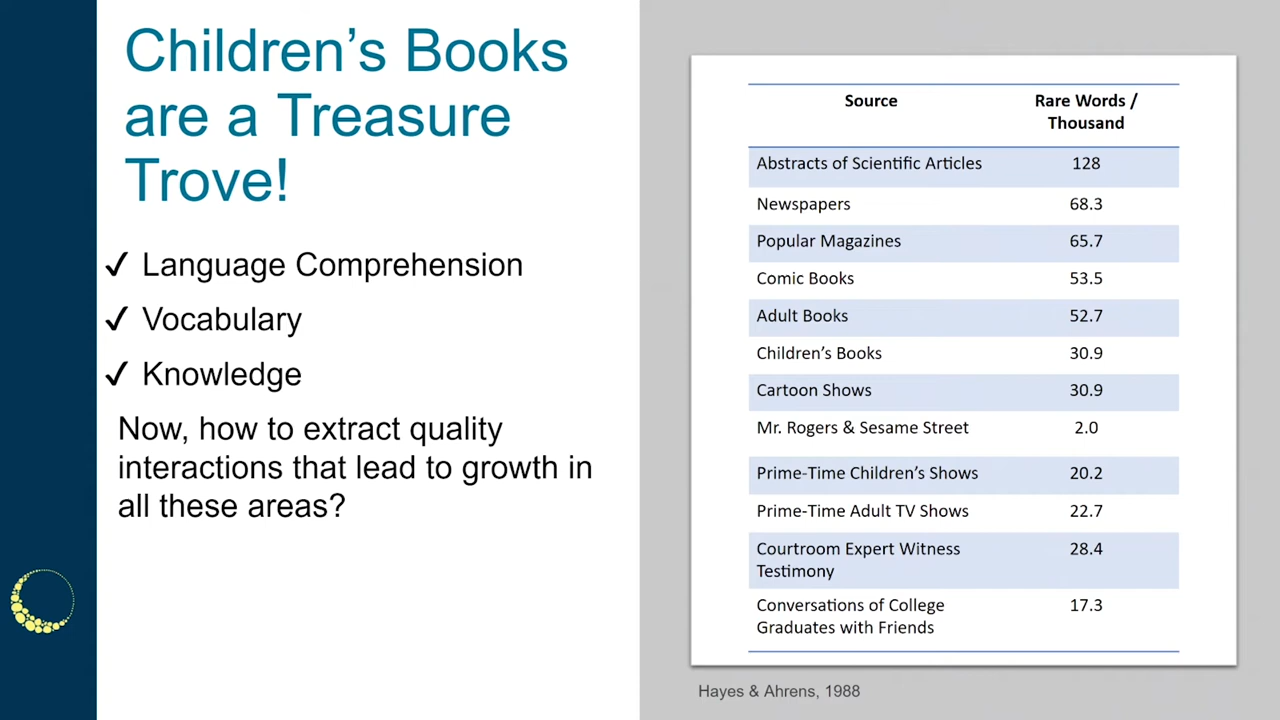 Children's Books
are a Treasure
Trove!
✓ Language Comprehension
✓ Vocabulary
✓ Knowledge
Now, how to extract quality
interactions that lead to growth in
all these areas?
Source Rare Words /
Thousand
Abstracts of Scientific Articles 128
Newspapers 68.3
Popular Magazines 65.7
Comic Books 53.5
Adult Books 52.7
Children's Books 30.9
Cartoon Shows 30.9
Mr. Rogers & Sesame Street 2.0
Prime-Time Children's Shows 20.2
Prime-Time Adult TV Shows 22.7
Courtroom Expert Witness 28.4
Testimony
Conversations of College 17.3
Graduates with Friends
Hayes & Ahrens, 1988